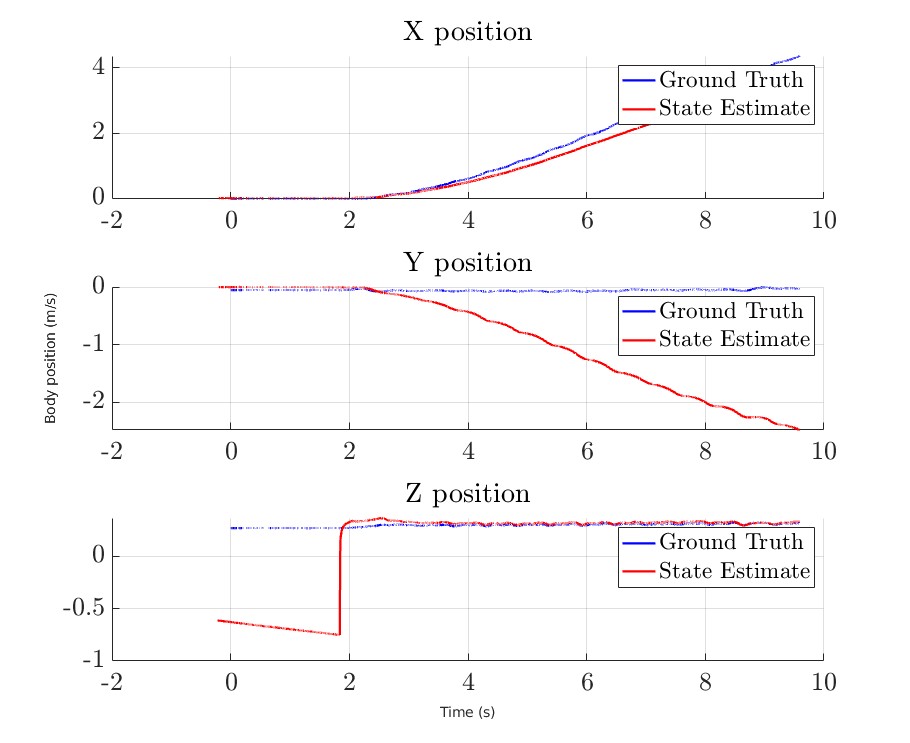 X position
4
2
0
Ground Truth
State Estimate
-2 0 2 4 6 8 10
Y position
Body position (m/s)
0
-1
-2
Ground Truth
State Estimate
-2 0 2 4 6 8 10
Z position
0
-0.5
-1
Ground Truth
State Estimate
-2 0 2 4 6 8 10
Time (s)